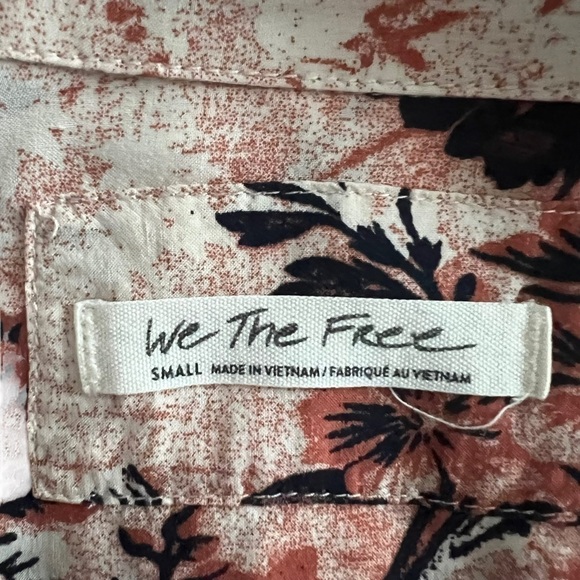 We The Free
SMALL MADE IN VIETNAM / FABRIQUÉ AU VIETNAM